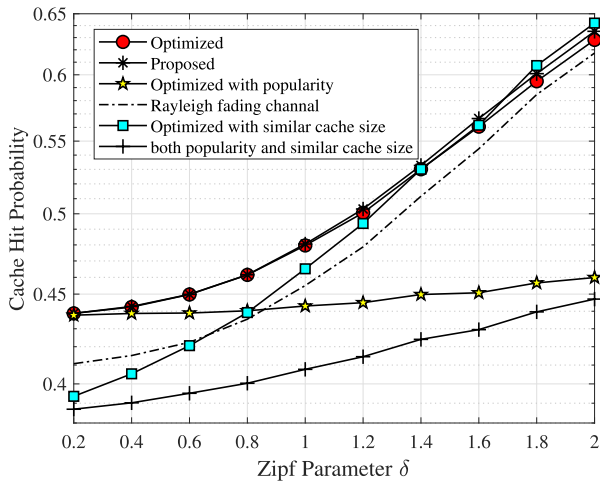 0.65
0.6
0.55
0.5
0.45
0.4
Cache Hit Probability
Optimized
Proposed
Optimized with popularity
Rayleigh fading channal
Optimized with similar cache size
both popularity and similar cache size
0.2 0.4 0.6 0.8 1 1.2 1.4 1.6 1.8 2
Zipf Parameter δ